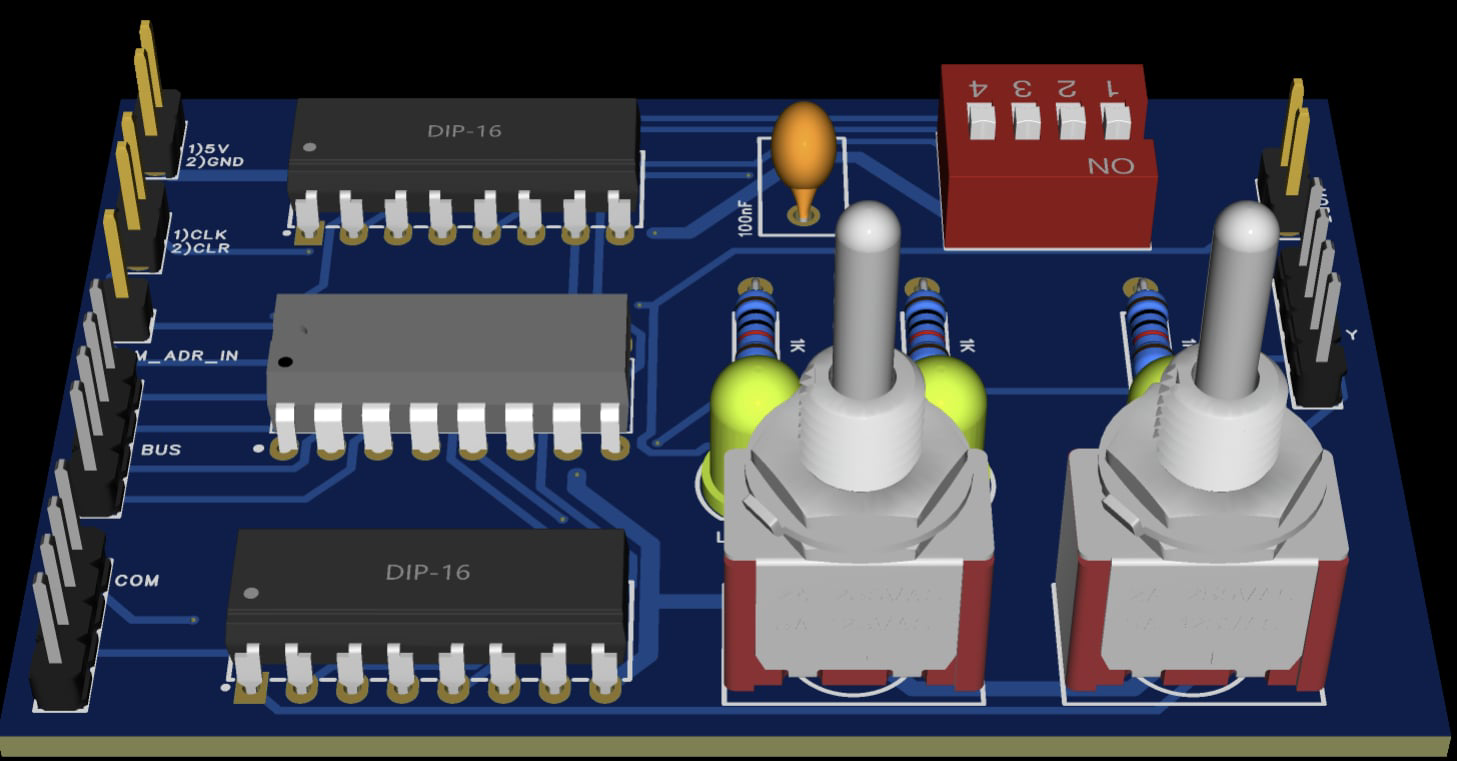 DIP-16
4 3 2 1
ON
1)5V
2)GND
100nF
1)CLK
2)CLR
1K
1K
Y
M_ADR_IN
BUS
DIP-16
COM